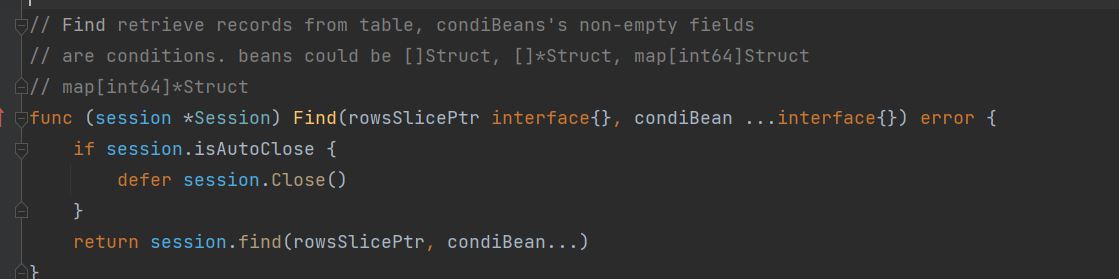 // Find retrieve records from table, condiBeans's non-empty fields
// are conditions. beans could be []Struct, []*Struct, map[int64]Struct
// map[int64]*Struct
func (session *Session) Find(rowsSlicePtr interface{}, condiBean ...interface{}) error {
    if session.isAutoClose {
        defer session.Close()
    }
    return session.find(rowsSlicePtr, condiBean...)
}